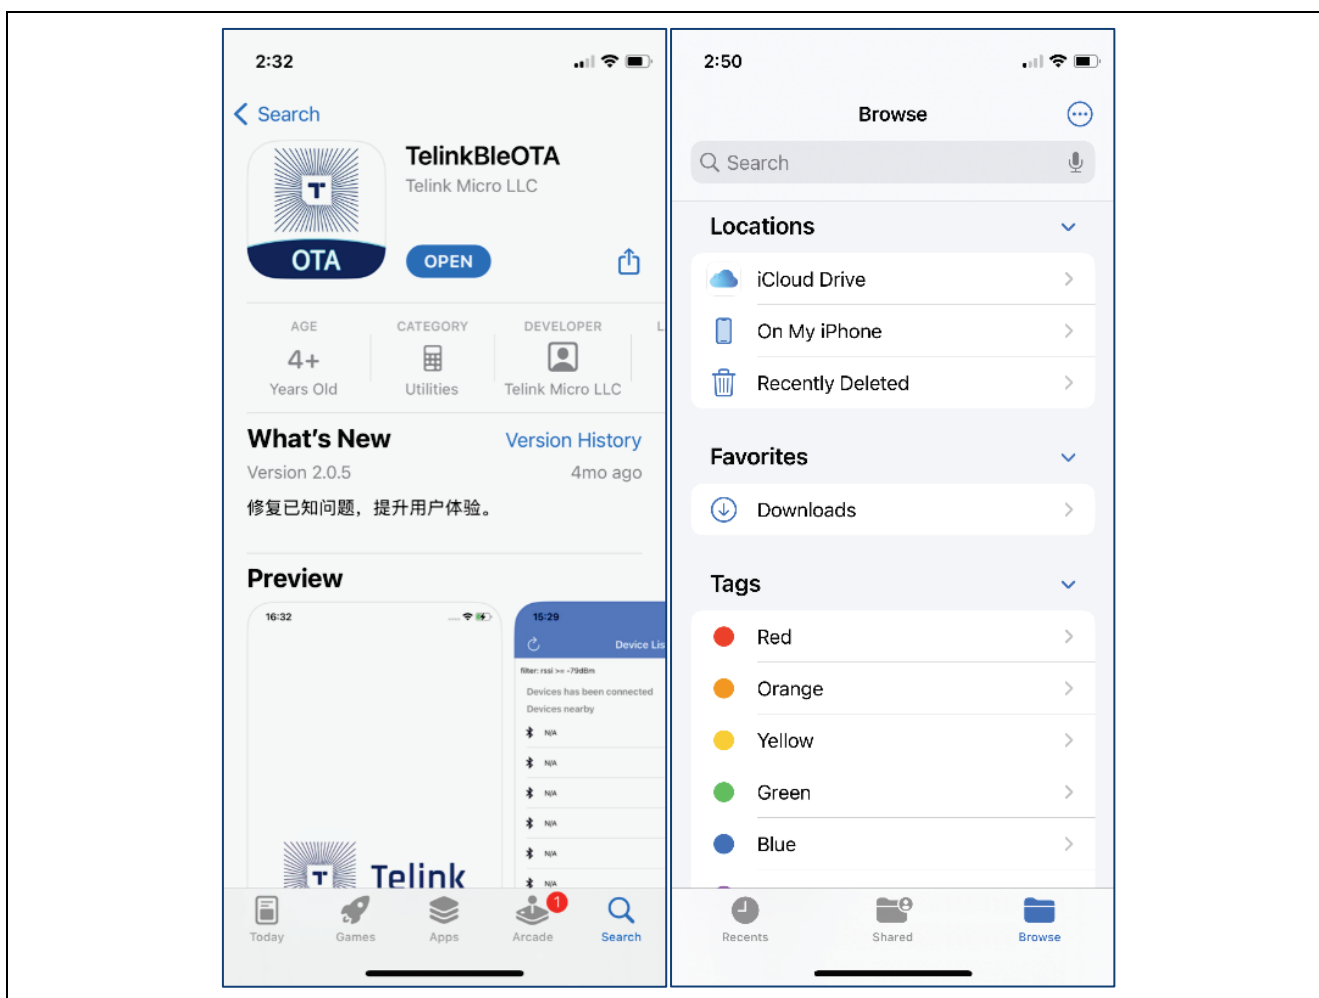 2:32
Search
TelinkBleOTA
Telink Micro LLC
T
OTA
OPEN
AGE
CATEGORY
DEVELOPER
L
4+
Years Old
Utilities
Telink Micro LLC
What's New
Version History
Version 2.0.5
4mo ago
修复已知问题，提升用户体验。
Preview
16:32
15:29
Device Lis
filter: rssi >= -79dBm
Devices has been connected
Devices nearby
N/A
N/A
N/A
N/A
N/A
N/A
T
Telink
1
Today
Games
Apps
Arcade
Search
2:50
Browse
Search
Locations
iCloud Drive
On My iPhone
Recently Deleted
Favorites
Downloads
Tags
Red
Orange
Yellow
Green
Blue
Recents
Shared
Browse